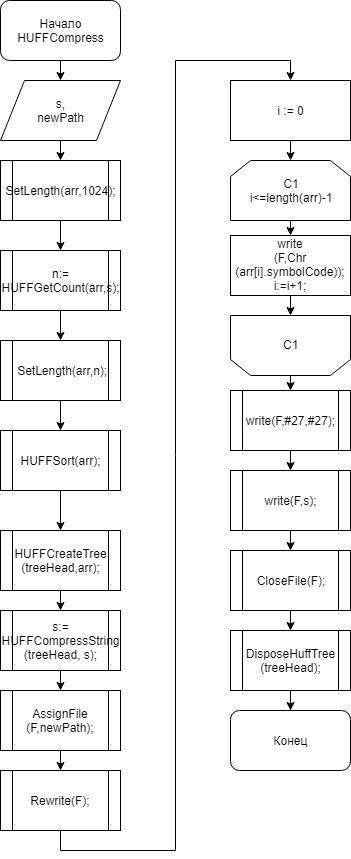 Начало
HUFFCompress
s,
newPath
SetLength(arr,1024);
n:=
HUFFGetCount(arr,s);
SetLength(arr,n);
HUFFSort(arr);
HUFFCreateTree
(treeHead,arr);
s:=
HUFFCompressString
(treeHead, s);
AssignFile
(F,newPath);
Rewrite(F);
i := 0
C1
i<=length(arr)-1
write
(F,Chr
(arr[i].symbolCode));
i:=i+1;
C1
write(F,#27,#27);
write(F,s);
CloseFile(F);
DisposeHuffTree
(treeHead);
Конец